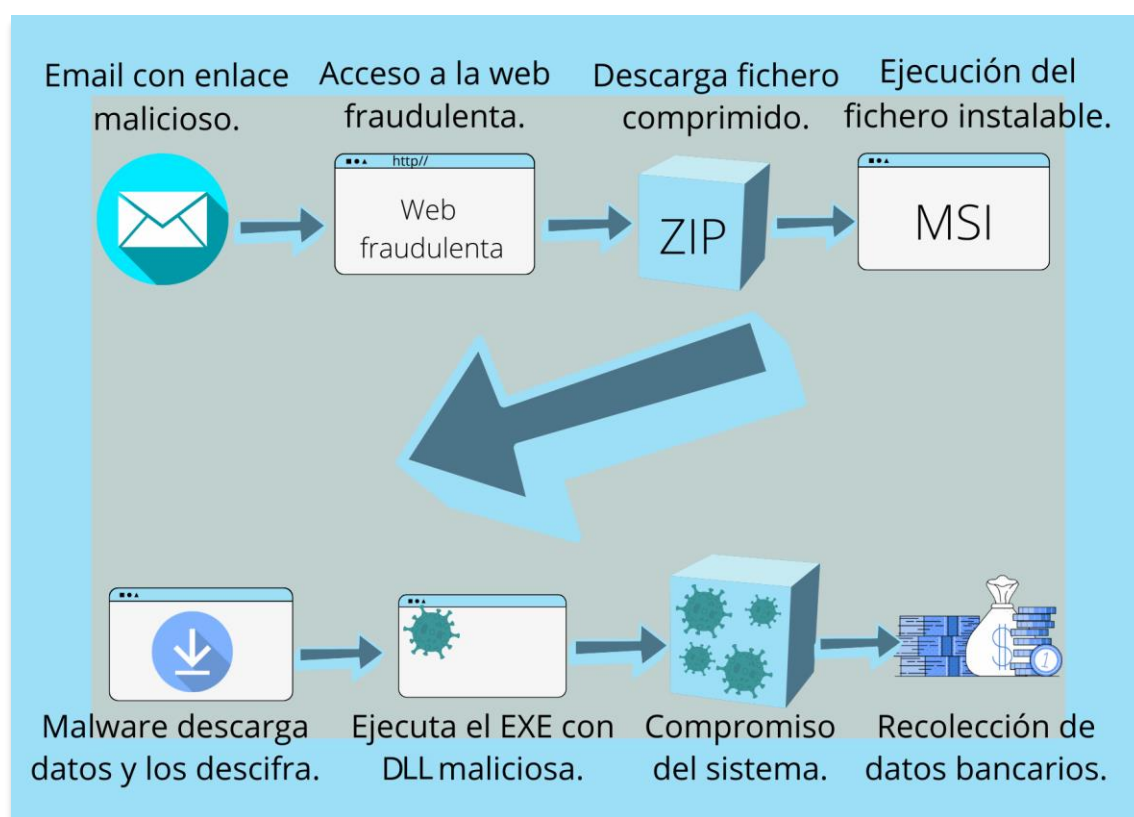 Email con enlace
malicioso.
Acceso a la web
fraudulenta.
Descarga fichero
comprimido.
Ejecución del
fichero instalable.
http//
Web
fraudulenta
ZIP
MSI
$
1
Malware descarga
datos y los descifra.
Ejecuta el EXE con
DLL maliciosa.
Compromiso
del sistema.
Recolección de
datos bancarios.